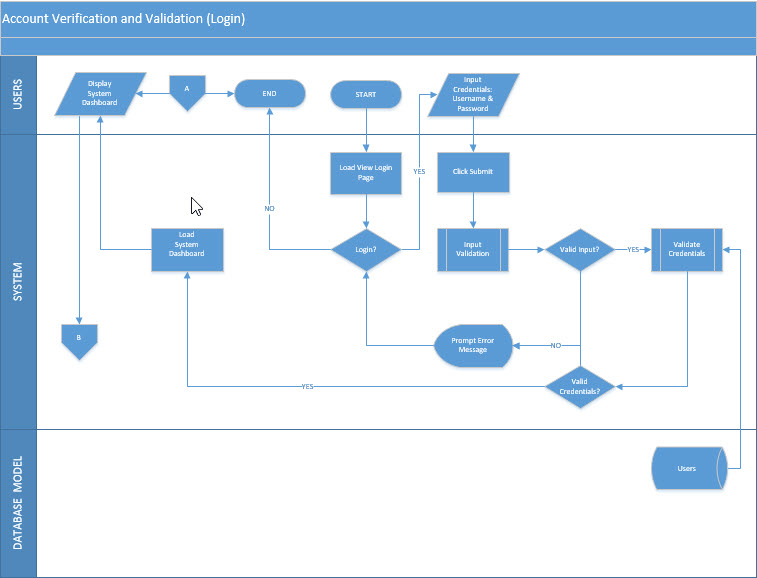 Account Verification and Validation (Login)
USERS
Display
System
Dashboard
A
END
START
Input
Credentials:
Username &
Password
SYSTEM
Load View Login
Page
YES
Click Submit
NO
Load
System
Dashboard
Login?
Input
Validation
Valid Input?
YES
Validate
Credentials
B
Prompt Error
Message
NO
YES
Valid
Credentials?
DATABASE MODEL
Users